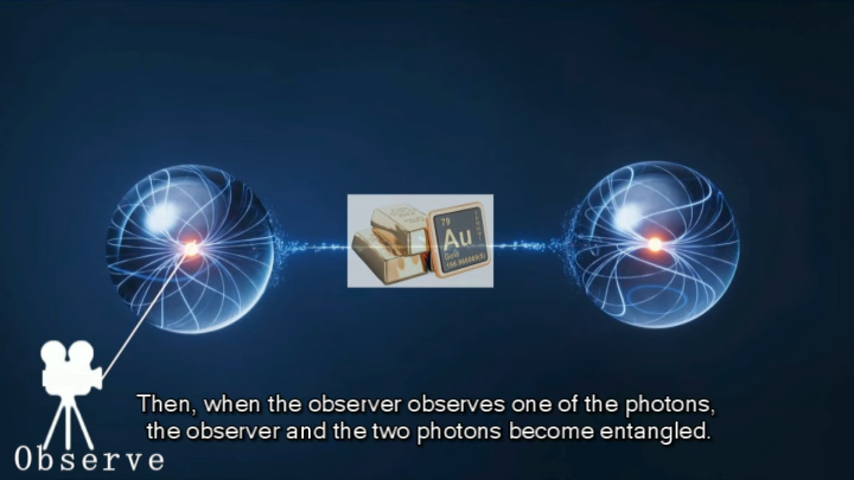 79
Au
Gold
Then, when the observer observes one of the photons,
the observer and the two photons become entangled.
Observe